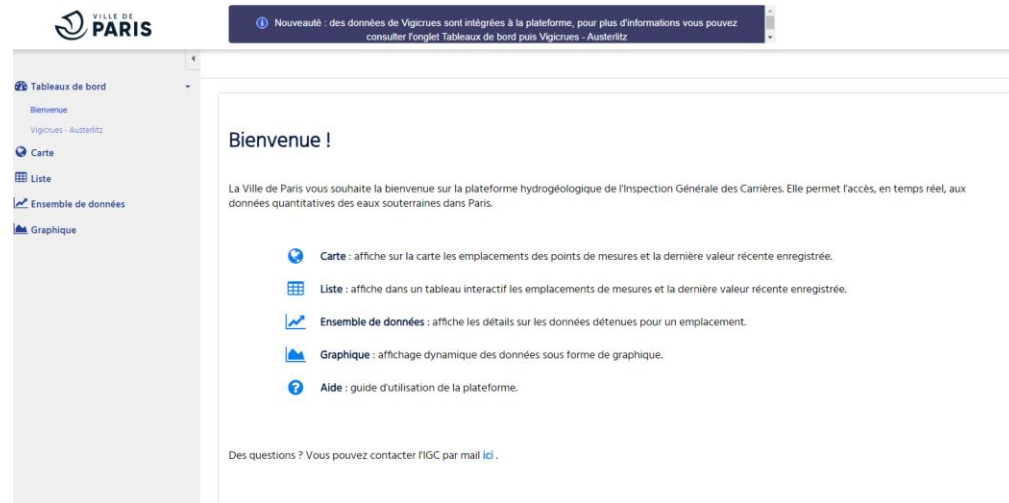 VILLE DE
PARIS
Nouveauté : des données de Vigicrues sont intégrées à la plateforme, pour plus d'informations vous pouvez
consulter l'onglet Tableaux de bord puis Vigicrues - Austerlitz
Tableaux de bord
Bienvenue
Vigicrues - Austerlitz
Carte
Liste
Ensemble de données
Graphique
Bienvenue !
La Ville de Paris vous souhaite la bienvenue sur la plateforme hydrogéologique de l'Inspection Générale des Carrières. Elle permet l'accès, en temps réel, aux
données quantitatives des eaux souterraines dans Paris.
Carte : affiche sur la carte les emplacements des points de mesures et la dernière valeur récente enregistrée.
Liste : affiche dans un tableau interactif les emplacements de mesures et la dernière valeur récente enregistrée.
Ensemble de données : affiche les détails sur les données détenues pour un emplacement.
Graphique : affichage dynamique des données sous forme de graphique.
Aide : guide d'utilisation de la plateforme.
Des questions ? Vous pouvez contacter l'IGC par mail ici .